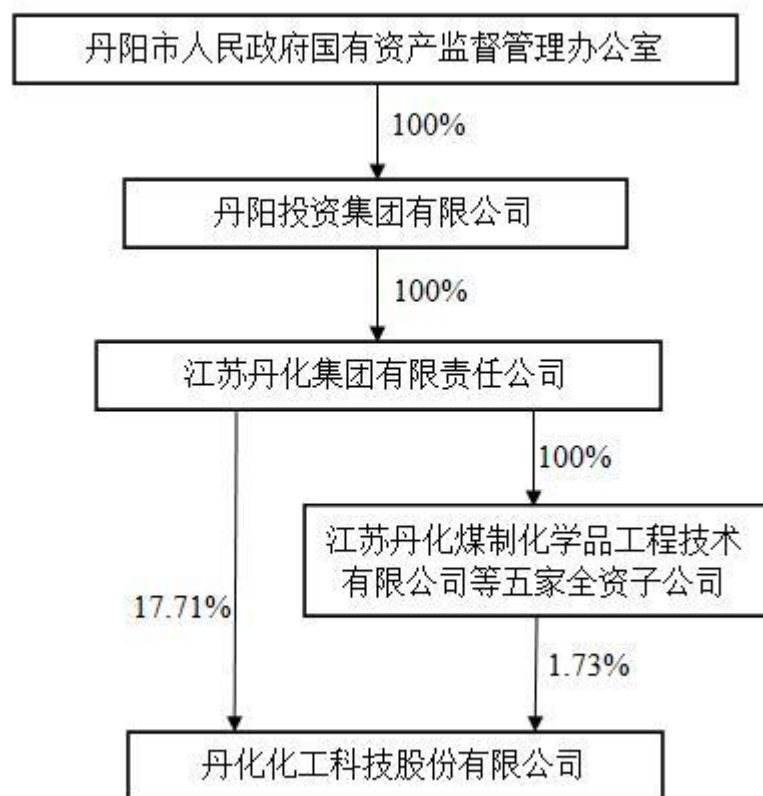 丹阳市人民政府国有资产监督管理办公室
100%
丹阳投资集团有限公司
100%
江苏丹化集团有限责任公司
100%
江苏丹化煤制化学品工程技术
有限公司等五家全资子公司
17.71%
1.73%
丹化化工科技股份有限公司